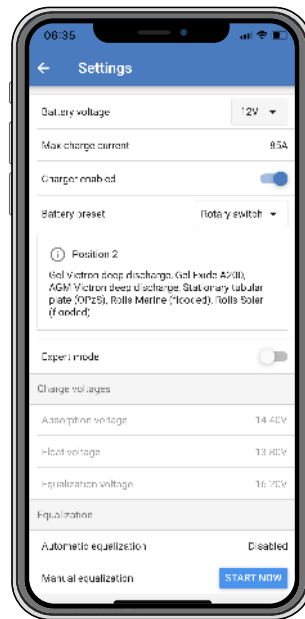 06:35
Settings
Battery voltage 12V
Max charge current 85A
Charger enabled
Battery preset Rotary switch
Position 2
Gel Victron deep discharge, Gel Exide A200,
AGM Victron deep discharge, Stationary tubular
plate (OPzS), Rolls Marine (flooded), Rolls Solar
(flooded)
Expert mode
Charge voltages
Absorption voltage 14.40V
Float voltage 13.80V
Equalization voltage 16.20V
Equalization
Automatic equalization Disabled
Manual equalization START NOW